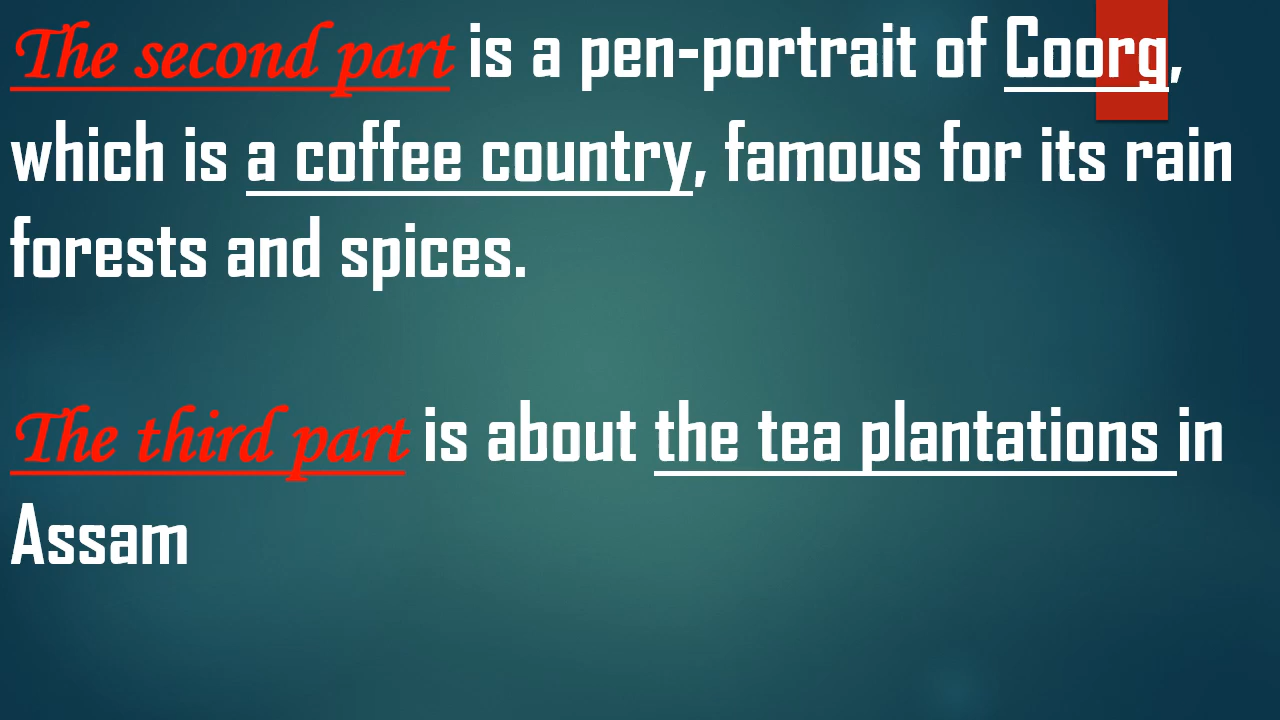 The second part is a pen-portrait of Coorg,
which is a coffee country, famous for its rain
forests and spices.
The third part is about the tea plantations in
Assam